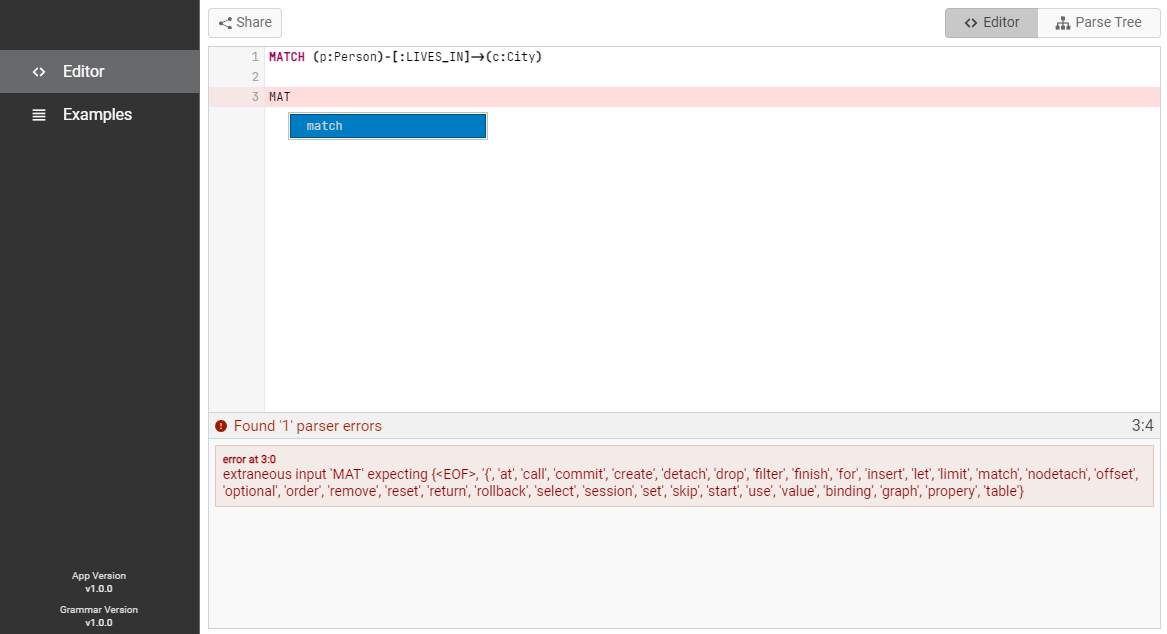 Share
Editor
Parse Tree
Editor
Examples
1 MATCH (p:Person)-[:LIVES_IN]->(c:City)
2
3 MAT
match
Found '1' parser errors
3:4
error at 3:0
extraneous input 'MAT' expecting {<EOF>, '{', 'at', 'call', 'commit', 'create', 'detach', 'drop', 'filter', 'finish', 'for', 'insert', 'let', 'limit', 'match', 'nodetach', 'offset',
'optional', 'order', 'remove', 'reset', 'return', 'rollback', 'select', 'session', 'set', 'skip', 'start', 'use', 'value', 'binding', 'graph', 'propery', 'table'}
App Version
v1.0.0
Grammar Version
v1.0.0